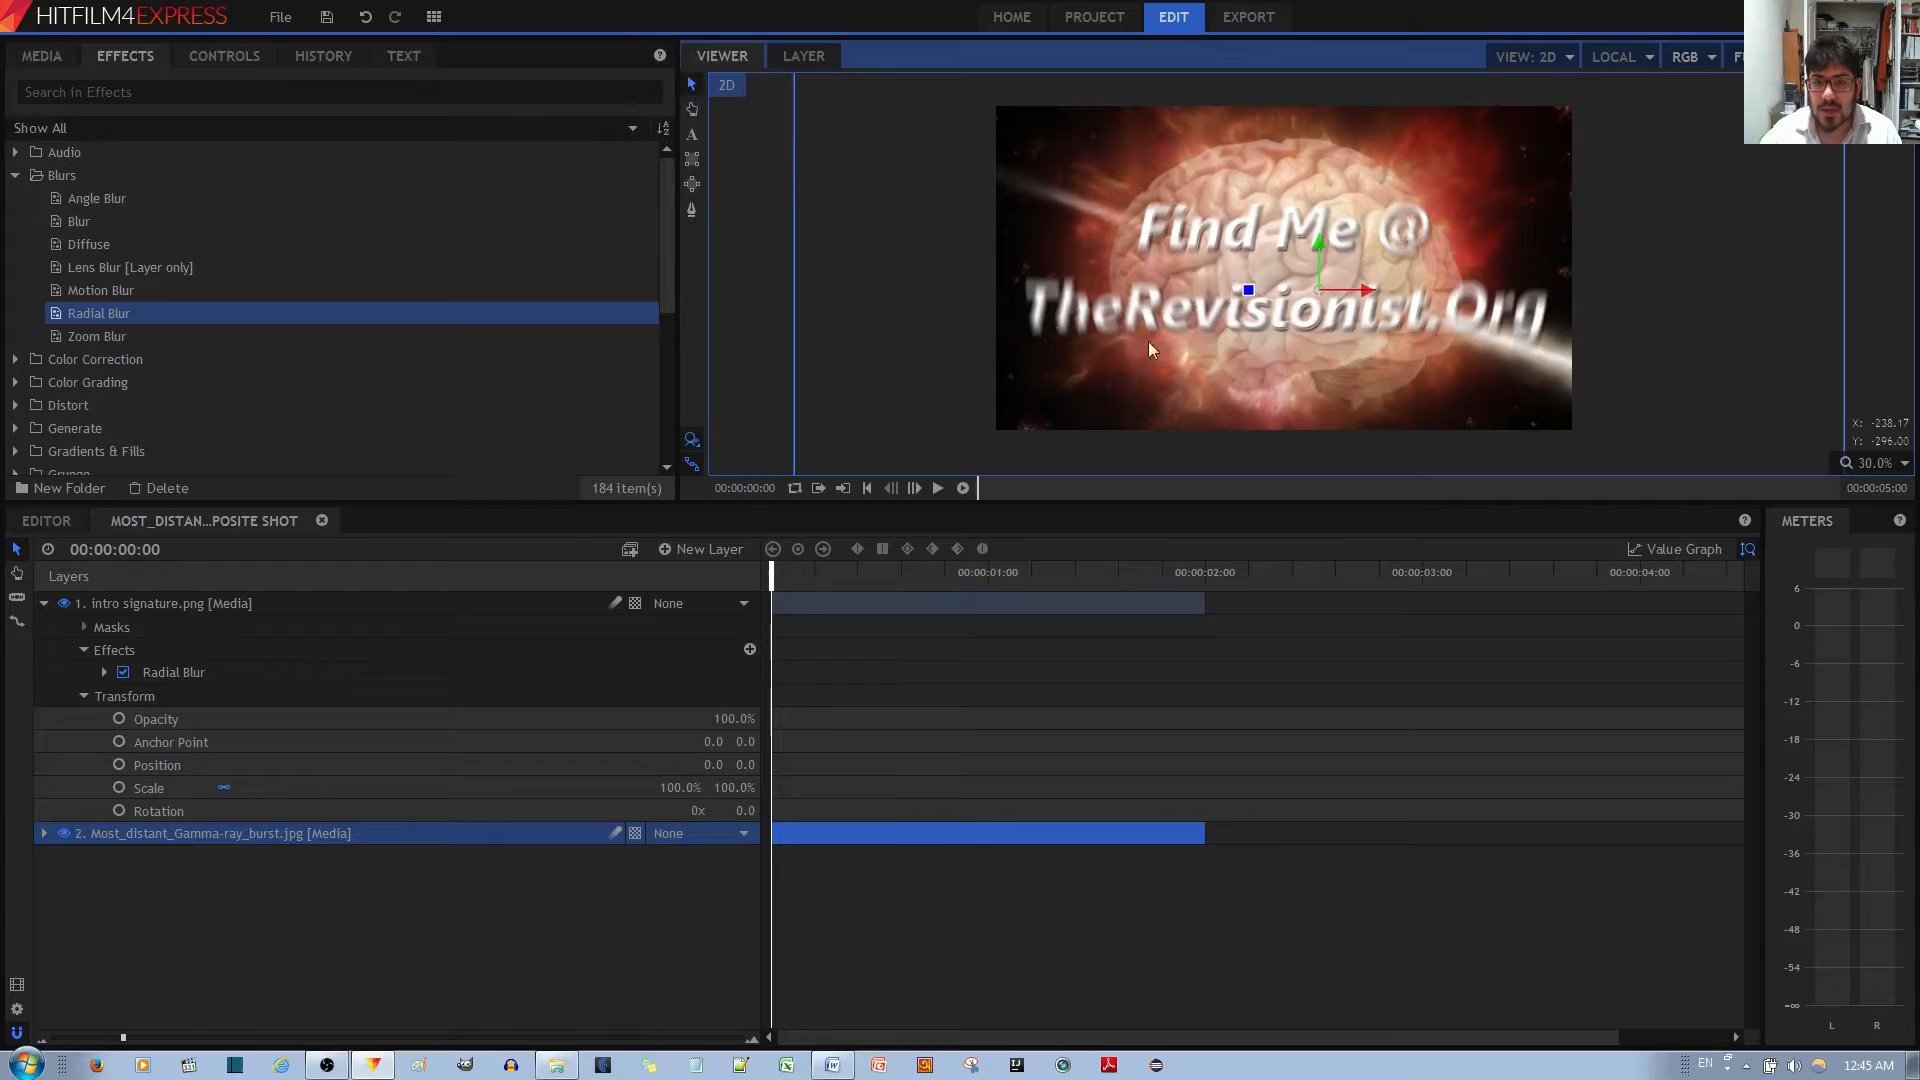 HITFILM4EXPRESS File HOME PROJECT EDIT EXPORT
MEDIA EFFECTS CONTROLS HISTORY TEXT
Search in Effects
Show All
Audio
Blurs
Angle Blur
Blur
Diffuse
Lens Blur [Layer only]
Motion Blur
Radial Blur
Zoom Blur
Color Correction
Color Grading
Distort
Generate
Gradients & Fills
Grunge
New Folder Delete 184 item(s)
VIEWER LAYER VIEW: 2D LOCAL RGB
2D
Find Me @
TheRevisionist.Org
X: -238.17
Y: -296.00
30.0%
00:00:00:00 00:00:05:00
EDITOR MOST_DISTAN...POSITE SHOT
00:00:00:00 New Layer Value Graph
Layers 00:00:01:00 00:00:02:00 00:00:03:00 00:00:04:00
1. intro signature.png [Media] None
Masks
Effects
Radial Blur
Transform
Opacity 100.0%
Anchor Point 0.0 0.0
Position 0.0 0.0
Scale 100.0% 100.0%
Rotation 0x 0.0
2. Most_distant_Gamma-ray_burst.jpg [Media] None
METERS
6
0
-6
-12
-18
-24
-30
-36
-42
-48
-54
-∞
L R
EN 12:45 AM